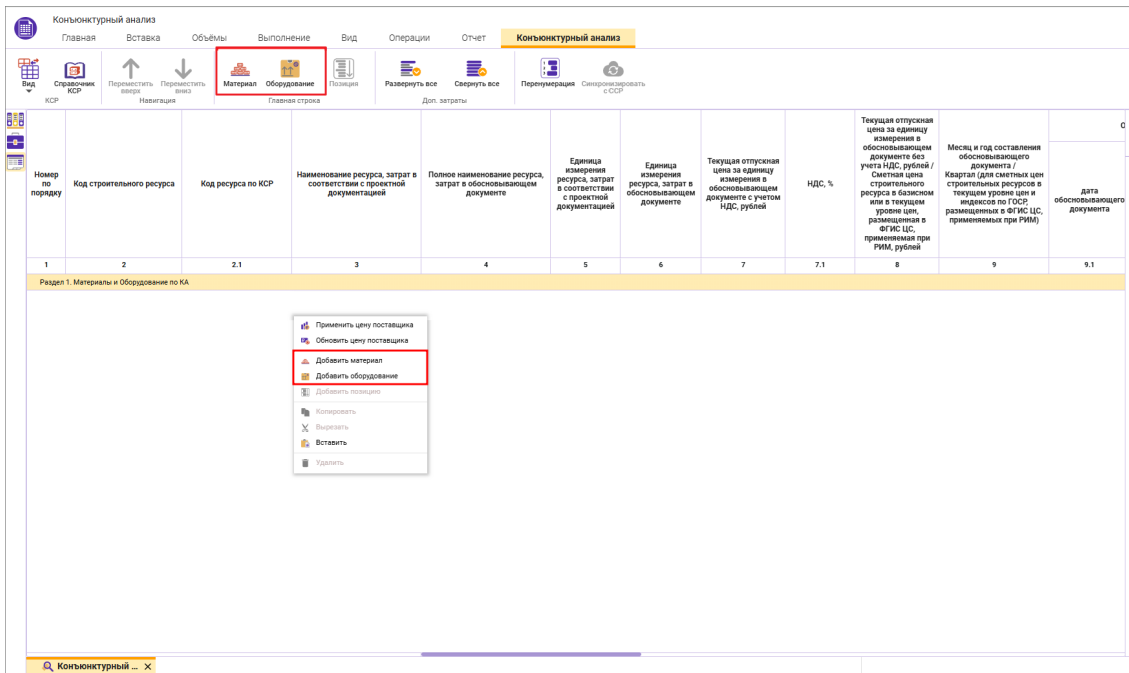 Конъюнктурный анализ
Главная Вставка Объёмы Выполнение Вид Операции Отчет Конъюнктурный анализ
Вид Справочник КСР Переместить вверх Переместить вниз Материал Оборудование Позиция Развернуть все Свернуть все Перенумерация Синхронизировать с ССР
КСР Навигация Главная строка Доп. затраты
Номер по порядку
Код строительного ресурса
Код ресурса по КСР
Наименование ресурса, затрат в соответствии с проектной документацией
Полное наименование ресурса, затрат в обосновывающем документе
Единица измерения ресурса, затрат в соответствии с проектной документацией
Единица измерения ресурса, затрат в обосновывающем документе
Текущая отпускная цена за единицу измерения в обосновывающем документе с учетом НДС, рублей
НДС, %
Текущая отпускная цена за единицу измерения в обосновывающем документе без учета НДС, рублей / Сметная цена строительного ресурса в базисном или в текущем уровне цен, размещенная в ФГИС ЦС, применяемая при РИМ, рублей
Месяц и год составления обосновывающего документа / Квартал (для сметных цен строительных ресурсов в текущем уровне цен и индексов по ГОСР, размещенных в ФГИС ЦС, применяемых при РИМ)
О
дата обосновывающего документа
1 2 2.1 3 4 5 6 7 7.1 8 9 9.1
Раздел 1. Материалы и Оборудование по КА
Применить цену поставщика
Обновить цену поставщика
Добавить материал
Добавить оборудование
Добавить позицию
Копировать
Вырезать
Вставить
Удалить
Конъюнктурный ... X